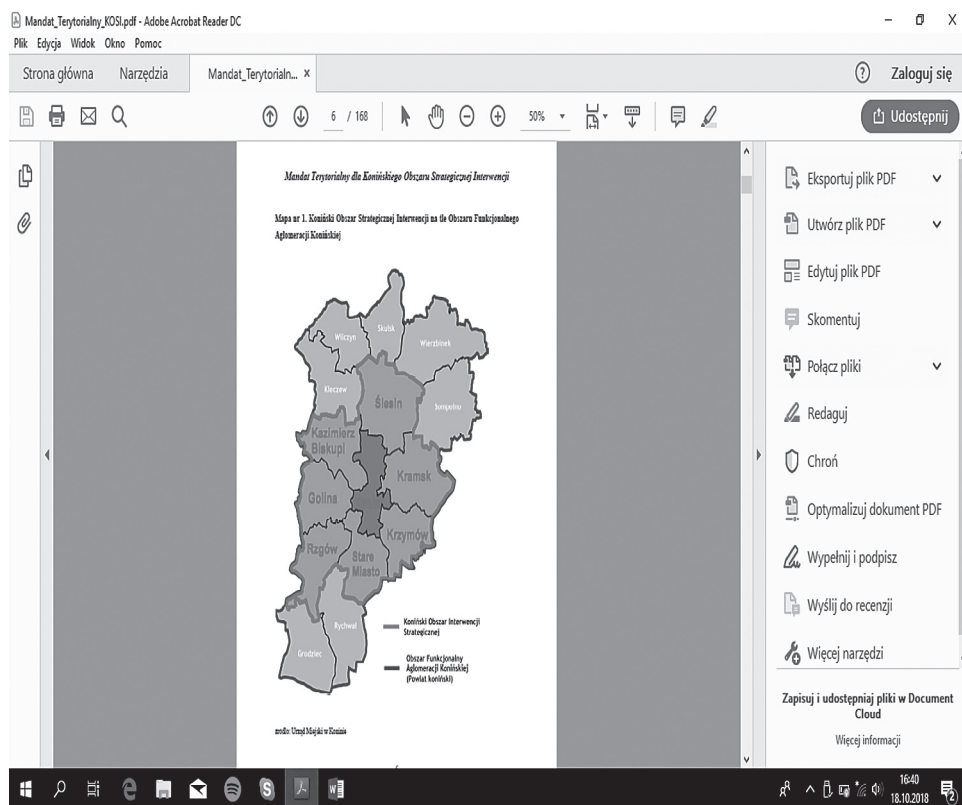 Mandat_Terytorialny_KOSI.pdf - Adobe Acrobat Reader DC
Plik Edycja Widok Okno Pomoc
Strona główna Narzędzia Mandat_Terytorialn... × Zaloguj się
6 / 168 50% Udostępnij
Mandat Terytorialny dla Konińskiego Obszaru Strategicznej Interwencji
Mapa nr 1. Koniński Obszar Strategicznej Interwencji na tle Obszaru Funkcjonalnego
Aglomeracji Konińskiej
Skulsk
Wilczyn
Wierzbinek
Kleczew
Ślesin
Sompolno
Kazimierz
Biskupi
Kramsk
Golina
Krzymów
Rzgów
Stare
Miasto
Rychwał
Grodziec
Koniński Obszar Interwencji
Strategicznej
Obszar Funkcjonalny
Aglomeracji Konińskiej
(Powiat koniński)
źródło: Urząd Miejski w Koninie
Eksportuj plik PDF
Utwórz plik PDF
Edytuj plik PDF
Skomentuj
Połącz pliki
Redaguj
Chroń
Optymalizuj dokument PDF
Wypełnij i podpisz
Wyślij do recenzji
Więcej narzędzi
Zapisuj i udostępniaj pliki w Document
Cloud
Więcej informacji
16:40
18.10.2018